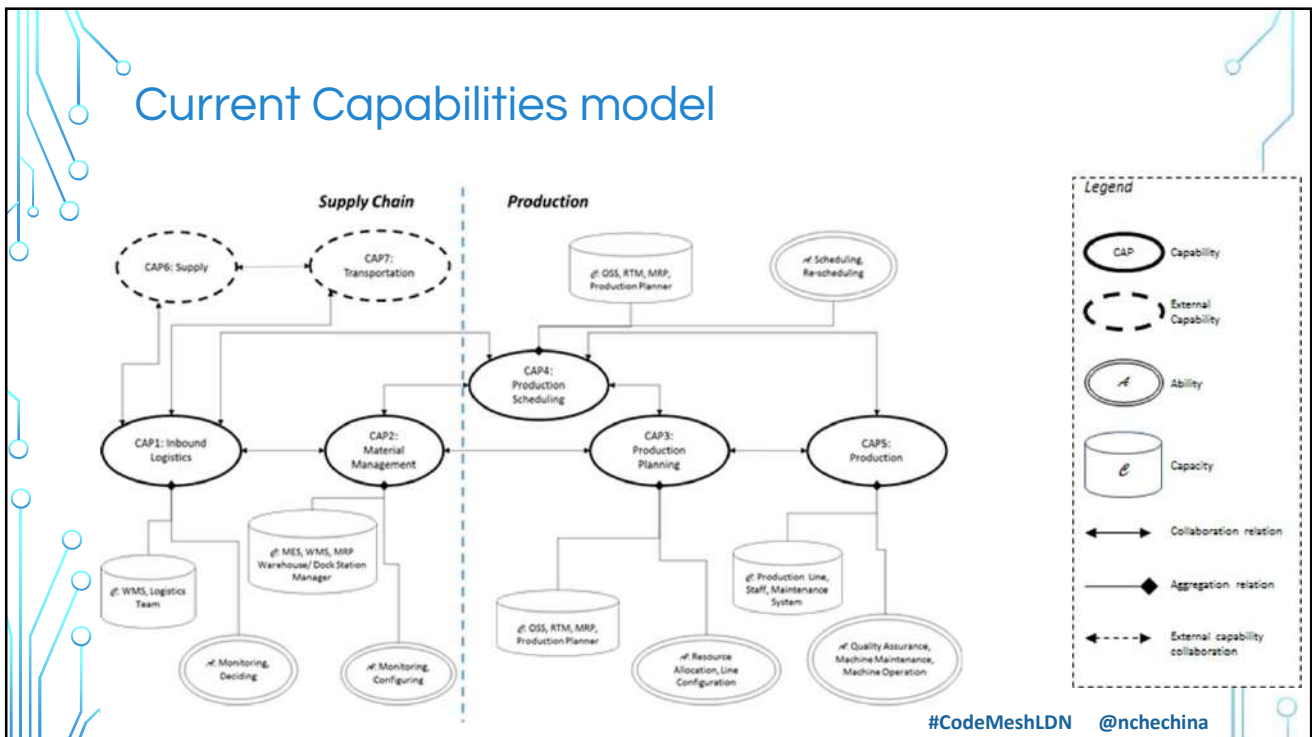 Current Capabilities model
Supply Chain
Production
CAP6: Supply
CAP7:
Transportation
𝒞: OSS, RTM, MRP,
Production Planner
𝒜: Scheduling,
Re-scheduling
CAP4:
Production
Scheduling
CAP1: Inbound
Logistics
CAP2:
Material
Management
CAP3:
Production
Planning
CAP5:
Production
𝒞: WMS, Logistics
Team
𝒞: MES, WMS, MRP
Warehouse/ Dock Station
Manager
𝒜: Monitoring,
Deciding
𝒜: Monitoring,
Configuring
𝒞: OSS, RTM, MRP,
Production Planner
𝒜: Resource
Allocation, Line
Configuration
𝒞: Production Line,
Staff, Maintenance
System
𝒜: Quality Assurance,
Machine Maintenance,
Machine Operation
Legend
CAP
Capability
External
Capability
𝒜
Ability
𝒞
Capacity
Collaboration relation
Aggregation relation
External capability
collaboration
#CodeMeshLDN @nchechina